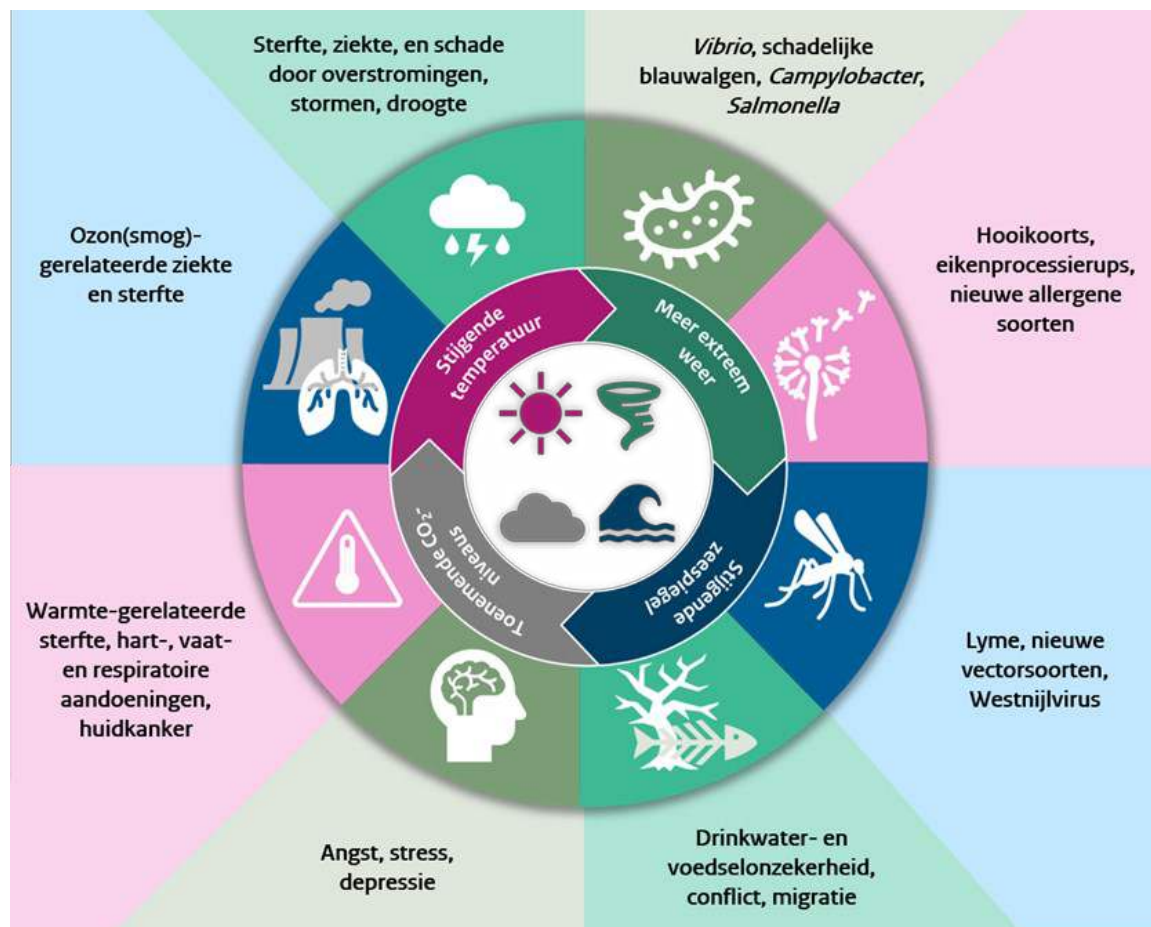 Sterfte, ziekte, en schade
door overstromingen,
stormen, droogte
Vibrio, schadelijke
blauwalgen, Campylobacter,
Salmonella
Ozon(smog)-
gerelateerde ziekte
en sterfte
Hooikoorts,
eikenprocessierups,
nieuwe allergene
soorten
Stijgende
temperatuur
Meer extreem
weer
Toenemende CO₂-
niveaus
Stijgende
zeespiegel
Warmte-gerelateerde
sterfte, hart-, vaat-
en respiratoire
aandoeningen,
huidkanker
Lyme, nieuwe
vectorsoorten,
Westnijlvirus
Angst, stress,
depressie
Drinkwater- en
voedselonzekerheid,
conflict, migratie